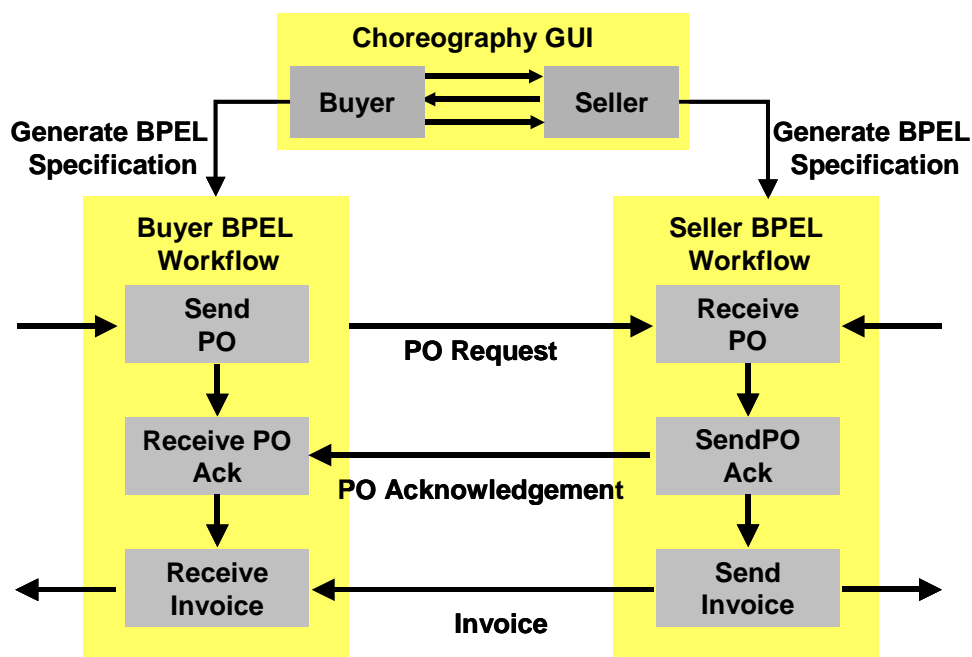 Choreography GUI
Buyer
Seller
Generate BPEL
Specification
Generate BPEL
Specification
Buyer BPEL
Workflow
Seller BPEL
Workflow
Send
PO
Receive
PO
PO Request
Receive PO
Ack
SendPO
Ack
PO Acknowledgement
Receive
Invoice
Send
Invoice
Invoice